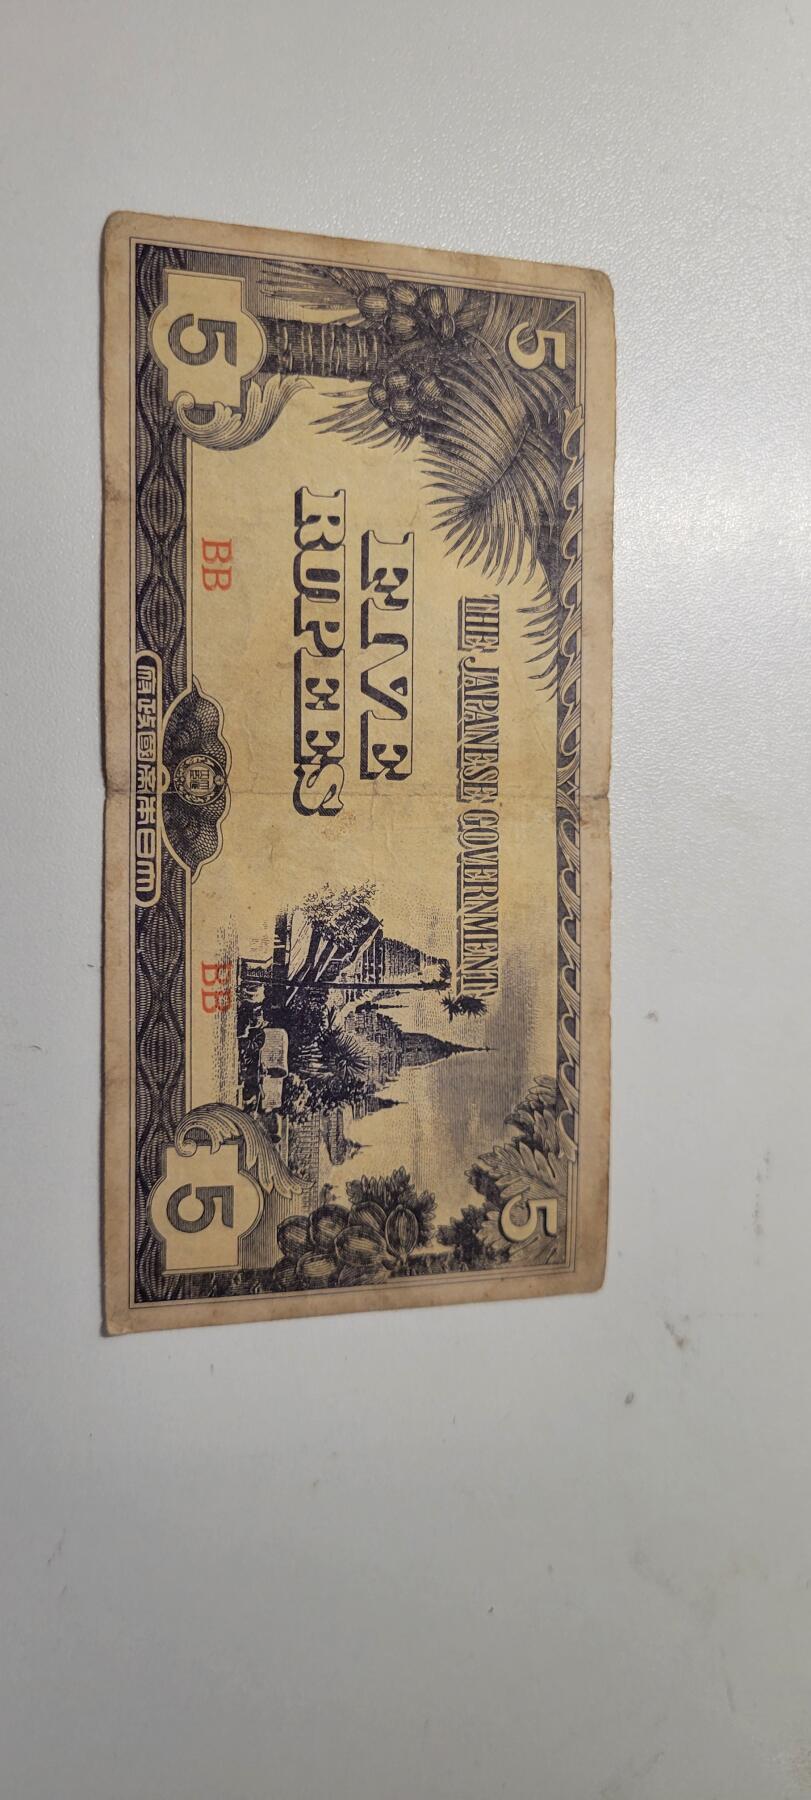 5 5
THE JAPANESE GOVERNMENT
FIVE
RUPEES
BB BB
5 5
大日本帝國政府